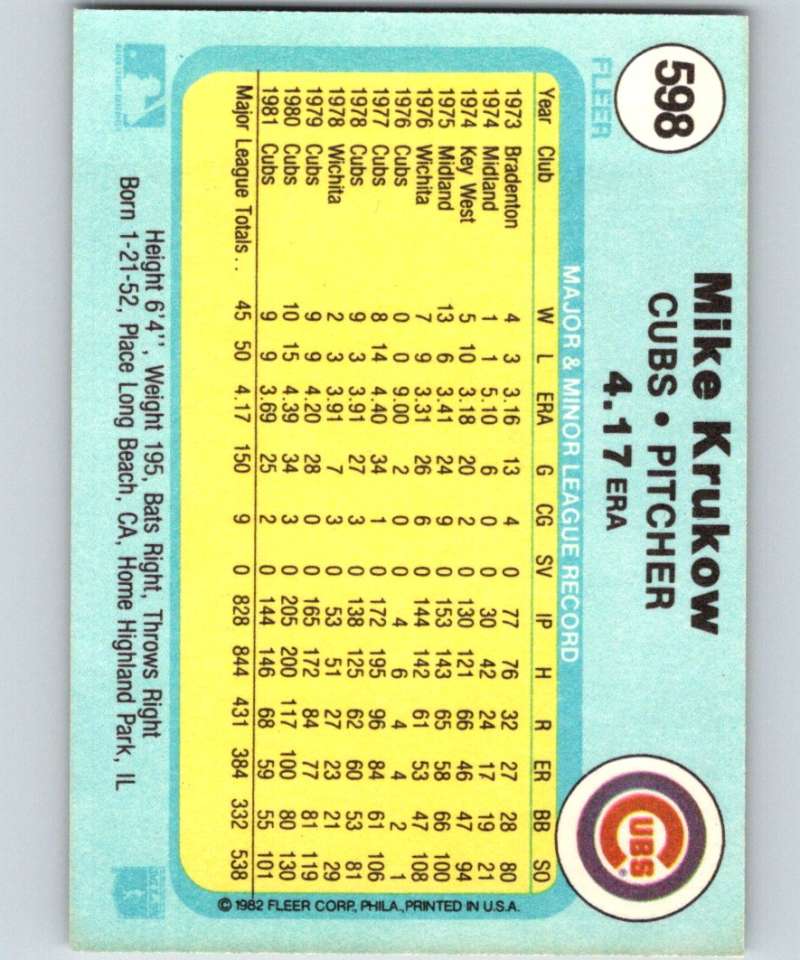 598
Mike Krukow
CUBS • PITCHER
4.17 ERA
FLEER
CUBS®
MAJOR & MINOR LEAGUE RECORD
Year Club W L ERA G CG SV IP H R ER BB SO
1973 Bradenton 4 3 3.16 13 4 0 77 76 32 27 28 80
1974 Midland 1 1 5.10 6 0 0 30 42 24 17 19 21
1974 Key West 5 10 3.18 20 2 0 130 121 66 46 47 94
1975 Midland 13 6 3.41 24 9 0 153 143 65 58 66 100
1976 Wichita 7 9 3.31 26 6 0 144 142 61 53 47 108
1976 Cubs 0 0 9.00 2 0 0 4 6 4 4 2 1
1977 Cubs 8 14 4.40 34 1 0 172 195 96 84 61 106
1978 Cubs 9 3 3.91 27 3 0 138 125 62 60 53 81
1978 Wichita 2 3 3.91 7 3 0 53 51 27 23 21 29
1979 Cubs 9 9 4.20 28 0 0 165 172 84 77 81 119
1980 Cubs 10 15 4.39 34 3 0 205 200 117 100 80 130
1981 Cubs 9 9 3.69 25 2 0 144 146 68 59 55 101
Major League Totals . . 45 50 4.17 150 9 0 828 844 431 384 332 538
© 1982 FLEER CORP., PHILA., PRINTED IN U.S.A.
Height 6'4", Weight 195, Bats Right, Throws Right
Born 1-21-52, Place Long Beach, CA, Home Highland Park, IL